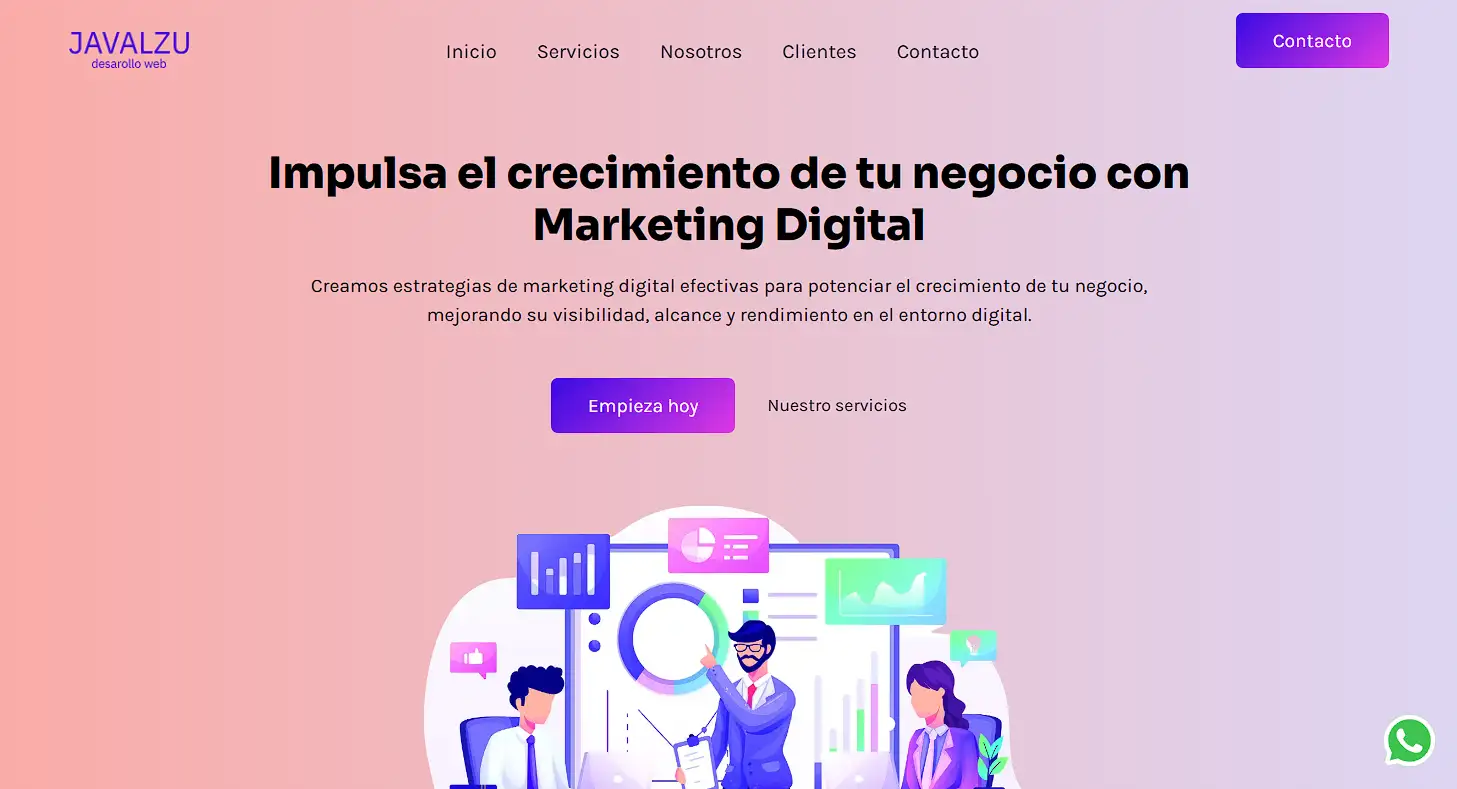 JAVALZU
desarollo web
Inicio
Servicios
Nosotros
Clientes
Contacto
Contacto
Impulsa el crecimiento de tu negocio con
Marketing Digital
Creamos estrategias de marketing digital efectivas para potenciar el crecimiento de tu negocio,
mejorando su visibilidad, alcance y rendimiento en el entorno digital.
Empieza hoy
Nuestro servicios